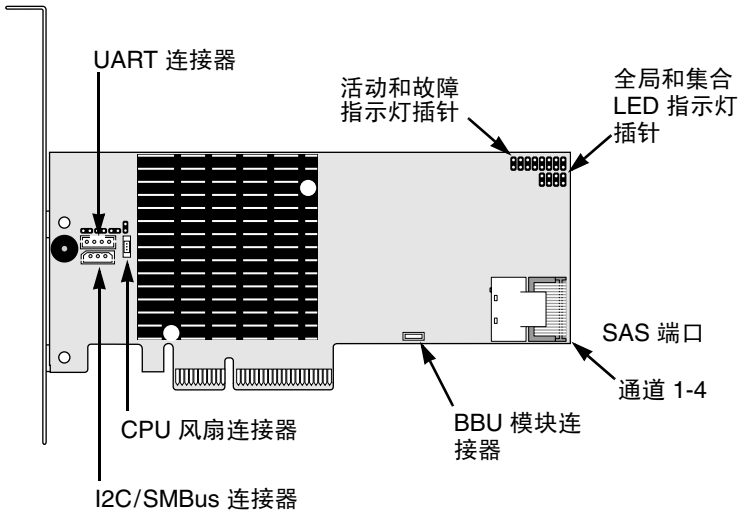 UART 连接器
活动和故障
指示灯插针
全局和集合
LED 指示灯
插针
SAS 端口
通道 1-4
BBU 模块连
接器
CPU 风扇连接器
I2C/SMBus 连接器